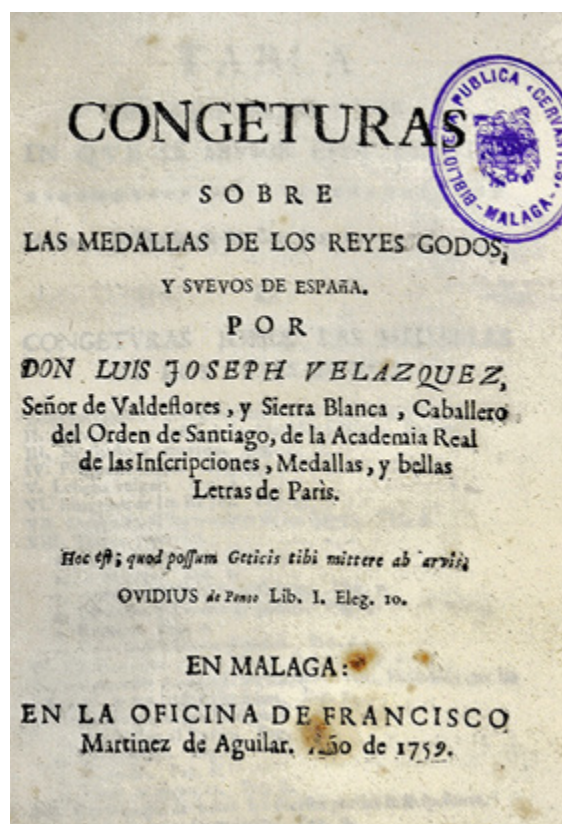 CONGETURAS
SOBRE
LAS MEDALLAS DE LOS REYES GODOS,
Y SVEVOS DE ESPAñA.
POR
DON LUIS JOSEPH VELAZQUEZ,
Señor de Valdeflores, y Sierra Blanca, Caballero
del Orden de Santiago, de la Academia Real
de las Inſcripciones, Medallas, y bellas
Letras de Parìs.
Hoc eſt, quod poſſum Geticis tibi mittere ab arvis,
OVIDIUS de Ponto Lib. I. Eleg. 10.
EN MALAGA:
EN LA OFICINA DE FRANCISCO
Martinez de Aguilar. Año de 1759.
BIBLIOTECA PUBLICA «CERVANTES»
- MALAGA -